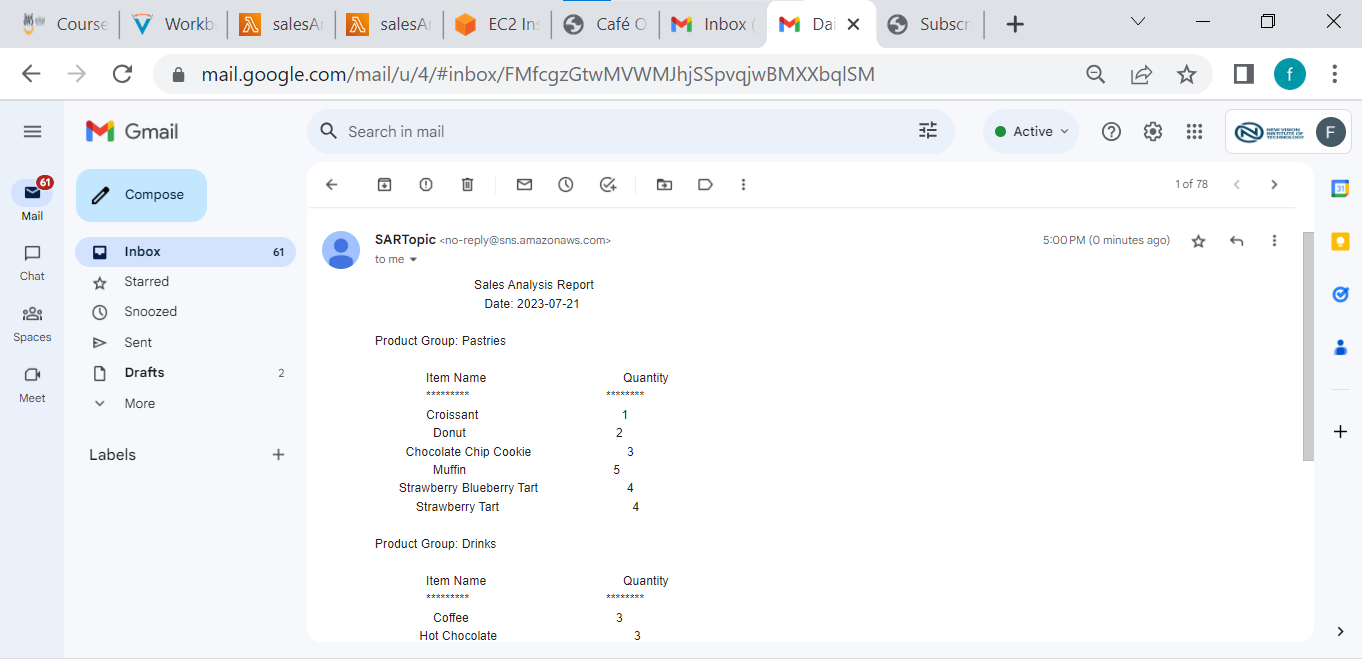 Course
Workb
salesAr
salesAr
EC2 Ins
Café O
Inbox (
Dai
Subscr
mail.google.com/mail/u/4/#inbox/FMfcgzGtwMVWMJhjSSpvqjwBMXXbqlSM
f
Gmail
Search in mail
Active
NEW VISION
INSTITUTE OF
TECHNOLOGY
F
61
Mail
Chat
Spaces
Meet
Compose
Inbox 61
Starred
Snoozed
Sent
Drafts 2
More
Labels
1 of 78
31
SARTopic <no-reply@sns.amazonaws.com> 5:00 PM (0 minutes ago)
to me
Sales Analysis Report
Date: 2023-07-21
Product Group: Pastries
Item Name Quantity
********* ********
Croissant 1
Donut 2
Chocolate Chip Cookie 3
Muffin 5
Strawberry Blueberry Tart 4
Strawberry Tart 4
Product Group: Drinks
Item Name Quantity
********* ********
Coffee 3
Hot Chocolate 3